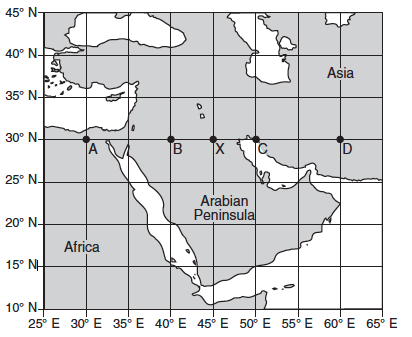 45° N
40° N
Asia
35° N
30° N
A B X C D
25° N
Arabian
Peninsula
20° N
Africa
15° N
10° N
25° E 30° E 35° E 40° E 45° E 50° E 55° E 60° E 65° E